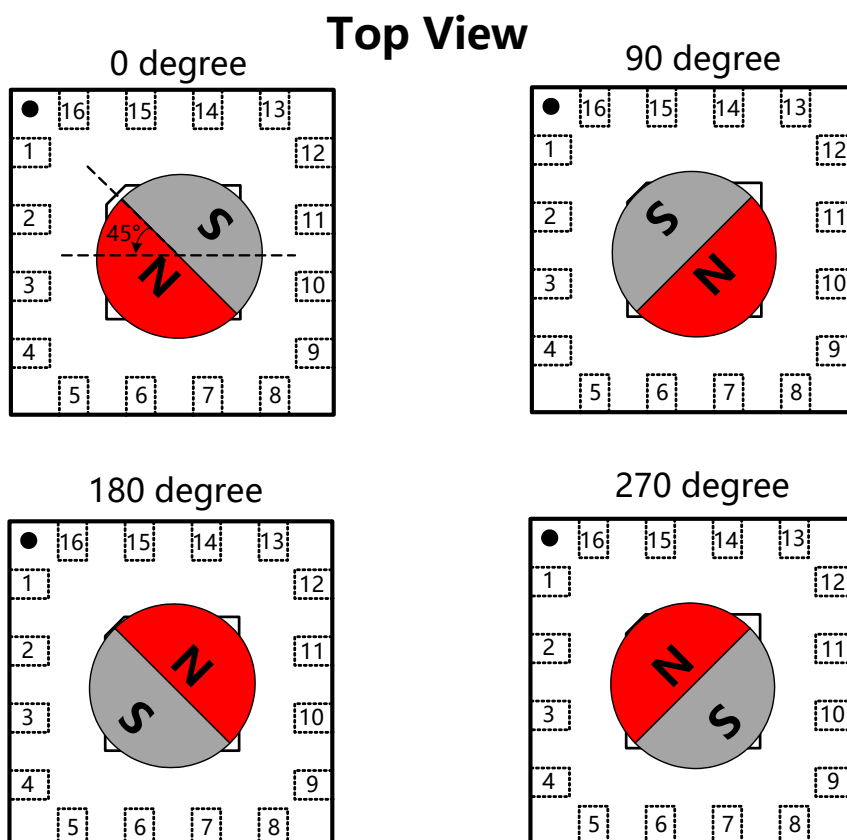 Top View
0 degree
16 15 14 13
1 12
2 S 11
45°
3 N 10
4 9
5 6 7 8
90 degree
16 15 14 13
1 12
2 S 11
3 N 10
4 9
5 6 7 8
180 degree
16 15 14 13
1 12
2 N 11
3 S 10
4 9
5 6 7 8
270 degree
16 15 14 13
1 12
2 N 11
3 S 10
4 9
5 6 7 8